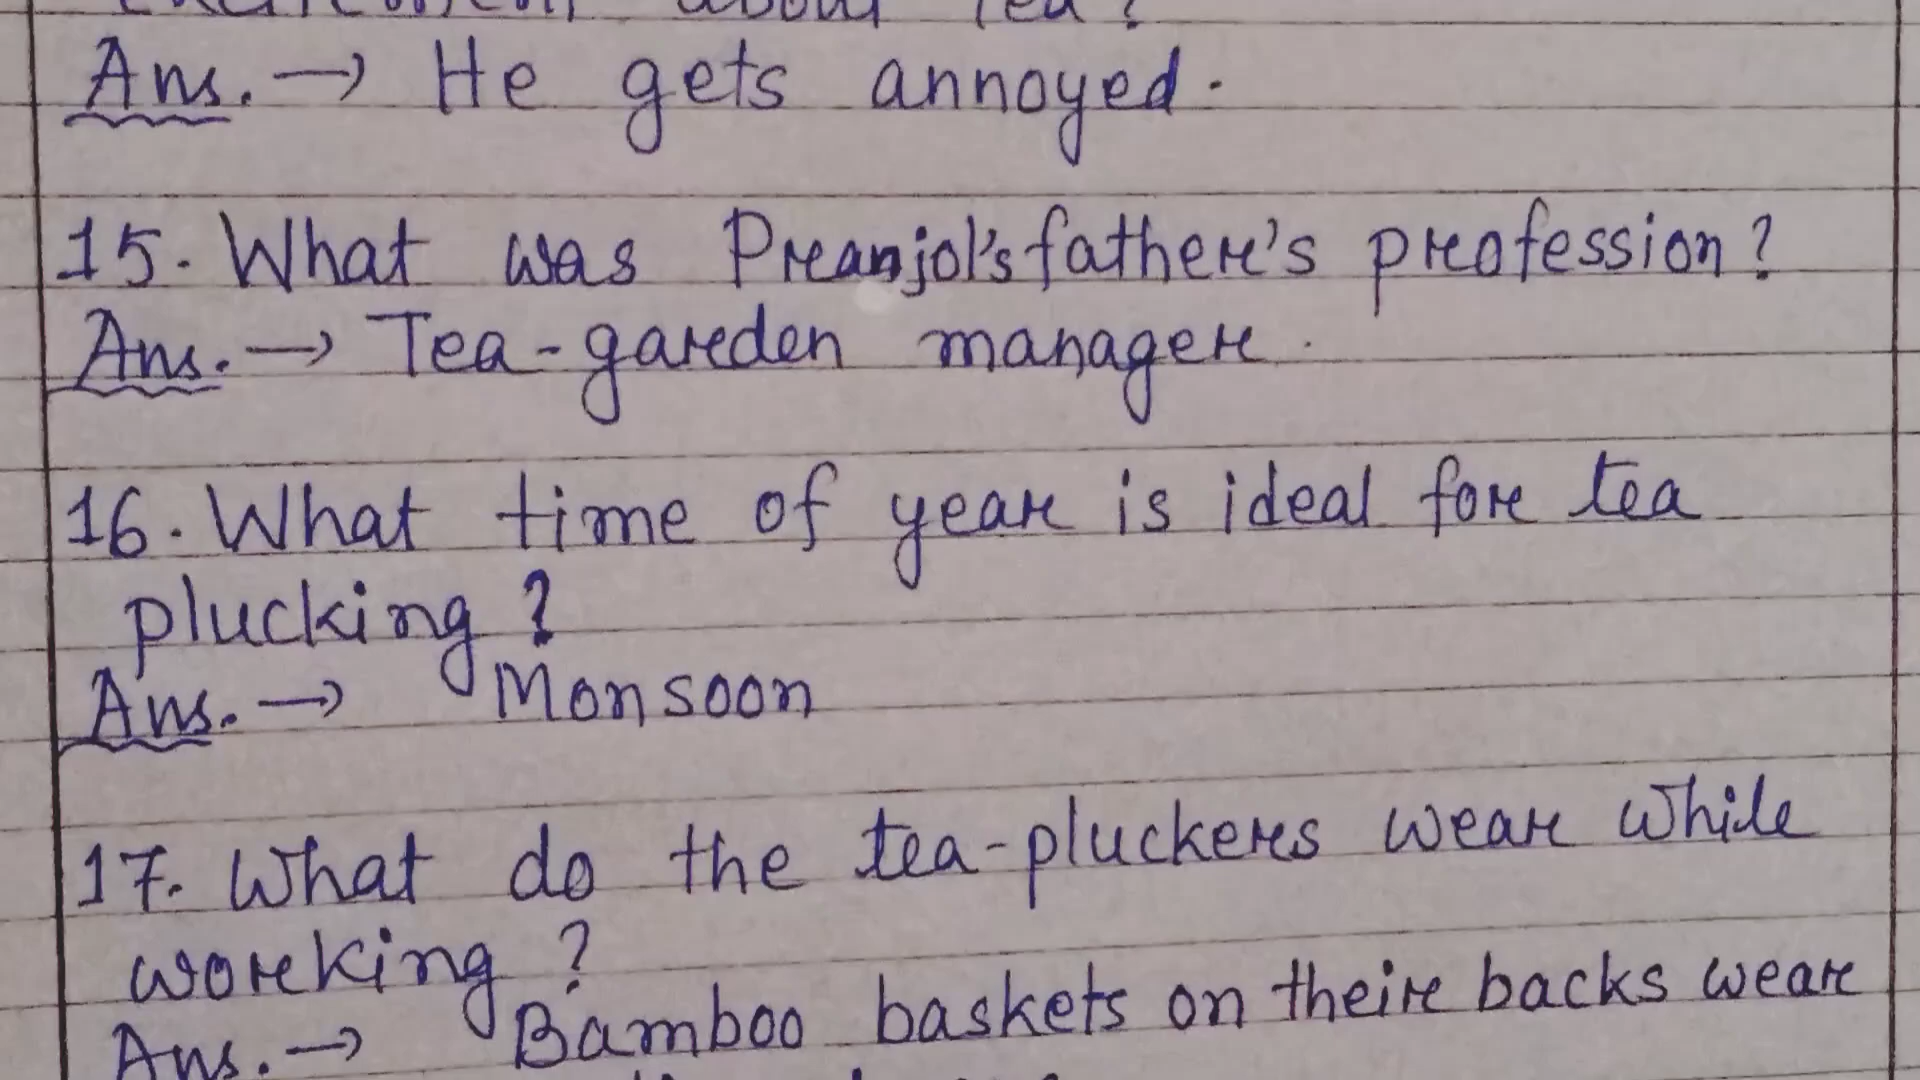 about Tea?
Ans. → He gets annoyed.
15. What was Pranjol's father's profession?
Ans. → Tea-garden manager.
16. What time of year is ideal for tea
plucking?
Ans. → Monsoon
17. What do the tea-pluckers wear while
working?
Ans. → Bamboo baskets on their backs wear